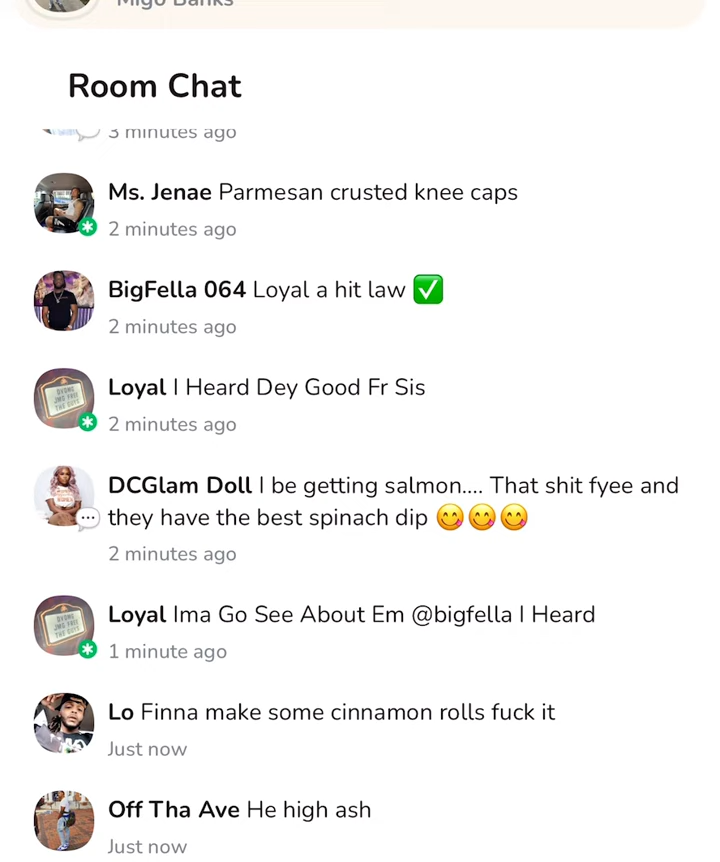 Migo Banks
Room Chat
3 minutes ago
Ms. Jenae Parmesan crusted knee caps
2 minutes ago
BigFella 064 Loyal a hit law ✅
2 minutes ago
Loyal I Heard Dey Good Fr Sis
2 minutes ago
DCGlam Doll I be getting salmon.... That shit fyee and
they have the best spinach dip 😋😋😋
2 minutes ago
Loyal Ima Go See About Em @bigfella I Heard
1 minute ago
Lo Finna make some cinnamon rolls fuck it
Just now
Off Tha Ave He high ash
Just now